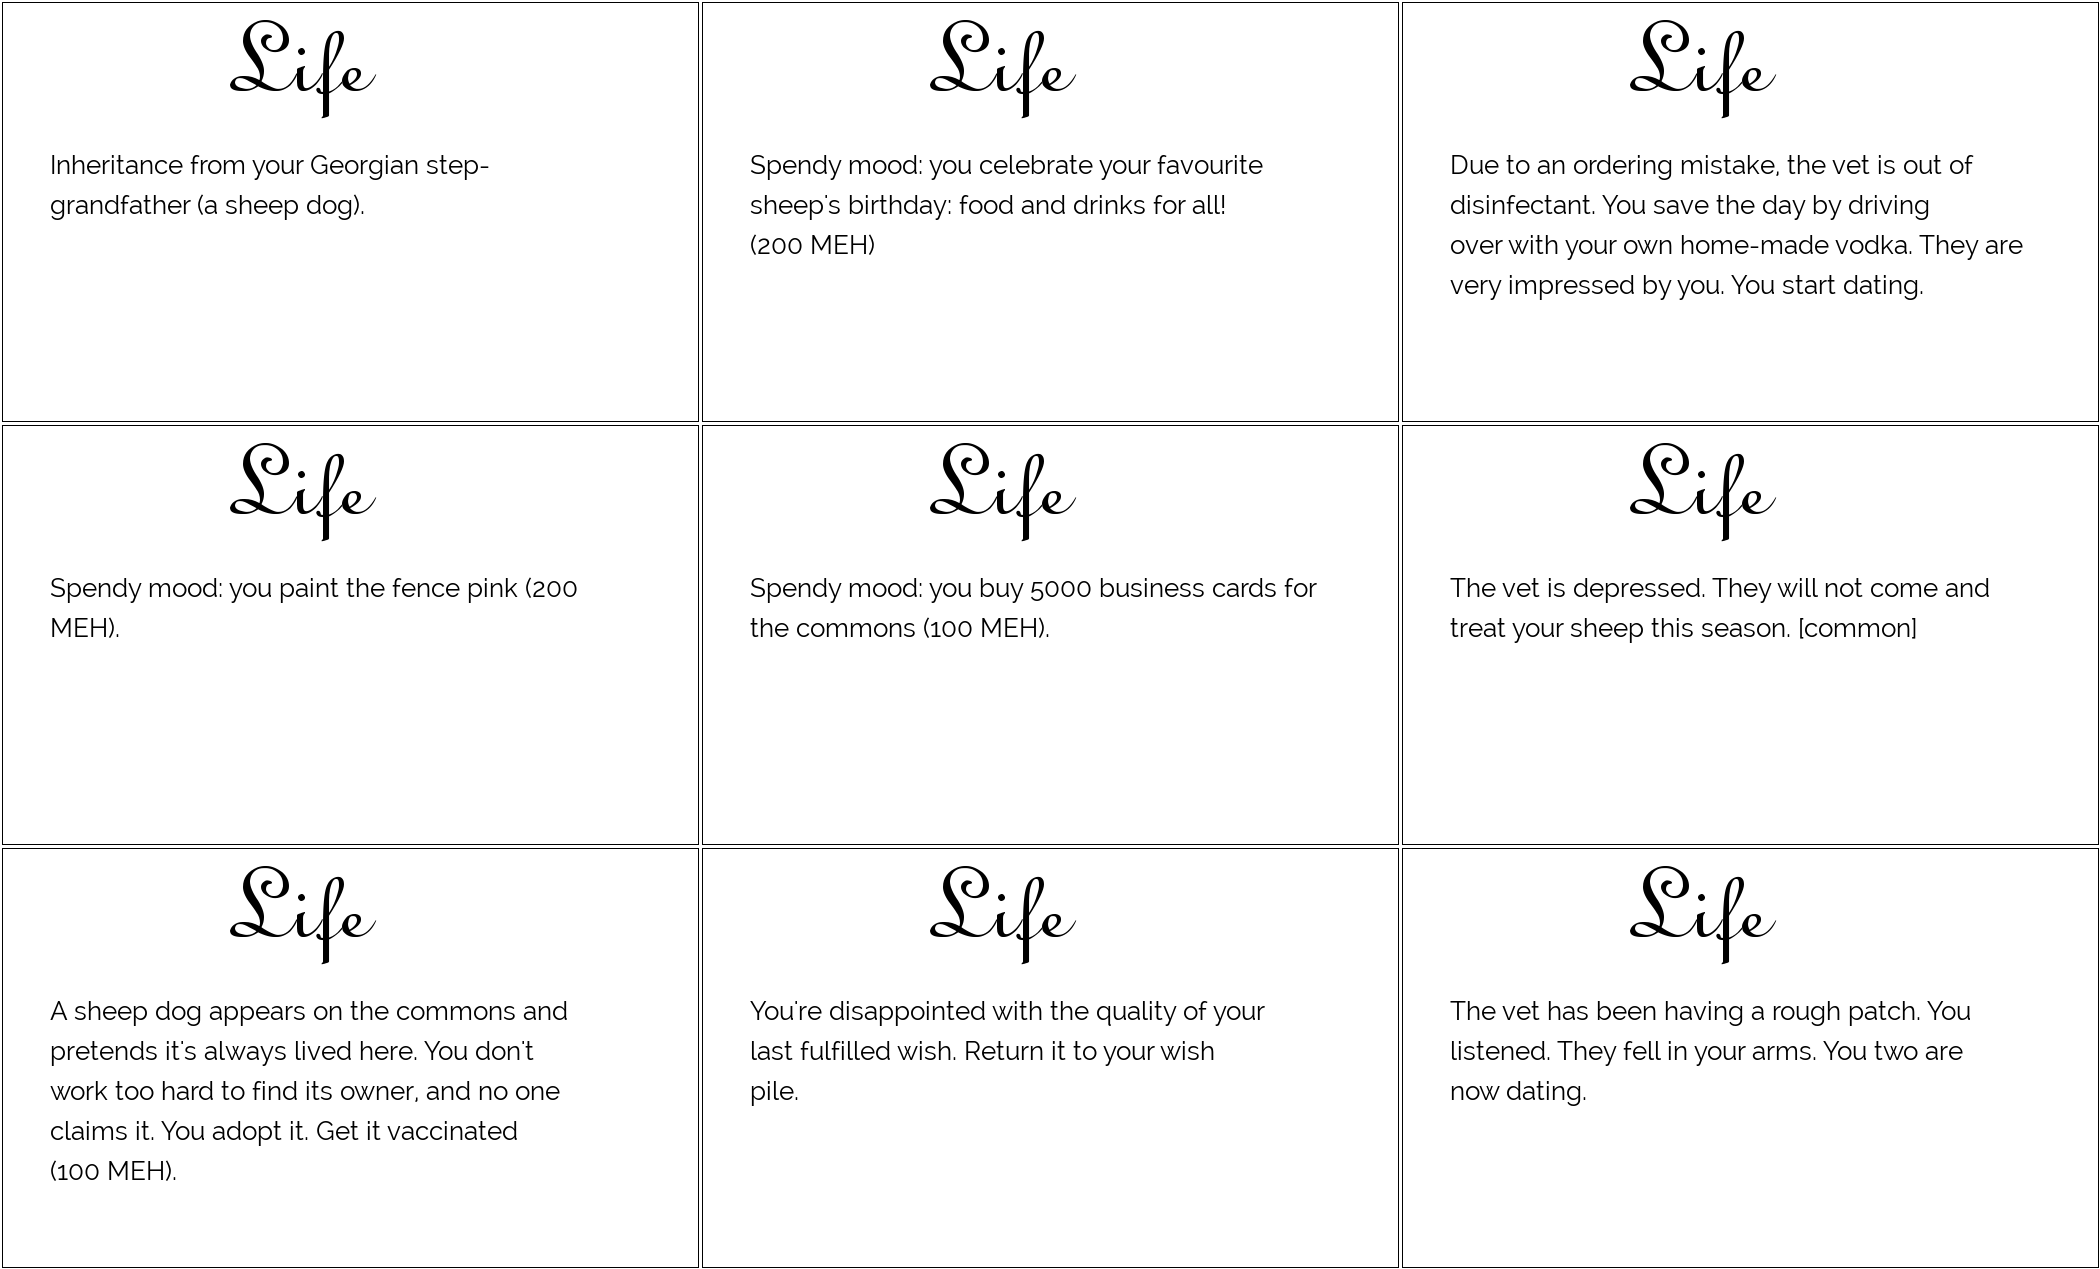 Life
Inheritance from your Georgian step-
grandfather (a sheep dog).
Life
Spendy mood: you celebrate your favourite
sheep's birthday: food and drinks for all!
(200 MEH)
Life
Due to an ordering mistake, the vet is out of
disinfectant. You save the day by driving
over with your own home-made vodka. They are
very impressed by you. You start dating.
Life
Spendy mood: you paint the fence pink (200
MEH).
Life
Spendy mood: you buy 5000 business cards for
the commons (100 MEH).
Life
The vet is depressed. They will not come and
treat your sheep this season. [common]
Life
A sheep dog appears on the commons and
pretends it's always lived here. You don't
work too hard to find its owner, and no one
claims it. You adopt it. Get it vaccinated
(100 MEH).
Life
You're disappointed with the quality of your
last fulfilled wish. Return it to your wish
pile.
Life
The vet has been having a rough patch. You
listened. They fell in your arms. You two are
now dating.